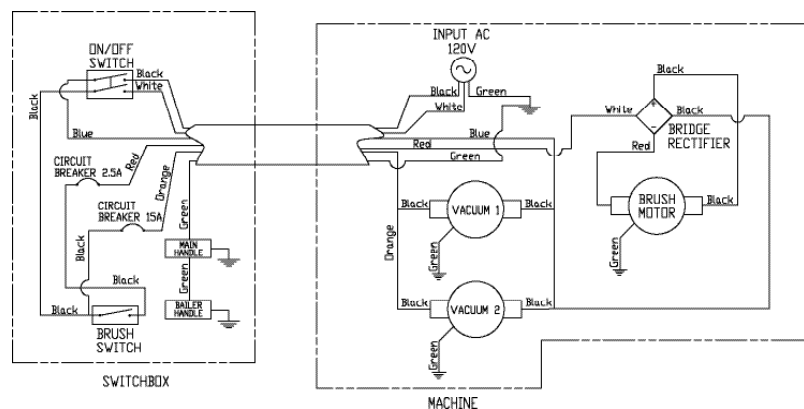 ON/OFF
SWITCH
Black
White
Black
Blue
CIRCUIT
BREAKER 2.5A
Red
Orange
CIRCUIT
BREAKER 15A
Black
Green
MAIN
HANDLE
Green
BAILER
HANDLE
Black
Black
BRUSH
SWITCH
SWITCHBOX
INPUT AC
120V
Black
White
Green
Blue
Red
Green
Black
VACUUM 1
Black
Green
Orange
Black
VACUUM 2
Black
Green
White
Black
+
-
Black
BRIDGE
RECTIFIER
Red
BRUSH
MOTOR
Black
Green
MACHINE